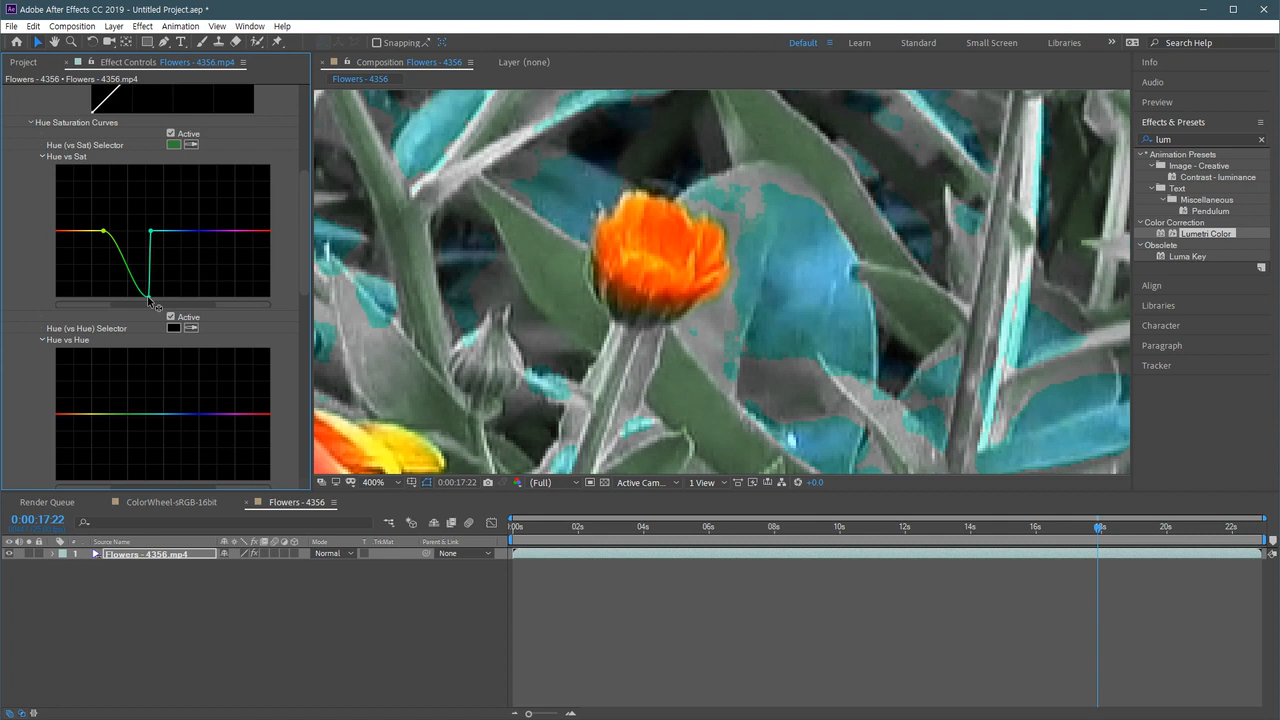 Adobe After Effects CC 2019 - Untitled Project.aep *
File Edit Composition Layer Effect Animation View Window Help
Snapping Default Learn Standard Small Screen Libraries Search Help
Project Effect Controls Flowers - 4356.mp4 Composition Flowers - 4356 Layer (none)
Flowers - 4356 • Flowers - 4356.mp4
Flowers - 4356
Info
Audio
Preview
Effects & Presets
lum
* Animation Presets
Image - Creative
Contrast - luminance
Text
Miscellaneous
Pendulum
Color Correction
Lumetri Color
Obsolete
Luma Key
Align
Libraries
Character
Paragraph
Tracker
Hue Saturation Curves
Active
Hue (vs Sat) Selector
Hue vs Sat
Active
Hue (vs Hue) Selector
Hue vs Hue
400% 0:00:17:22 (Full) Active Cam... 1 View +0.0
Render Queue ColorWheel-sRGB-16bit Flowers - 4356
0:00:17:22
:00s 02s 04s 06s 08s 10s 12s 14s 16s 18s 20s 22s
# Source Name Mode T TrkMat Parent & Link
1 Flowers - 4356.mp4 Normal None